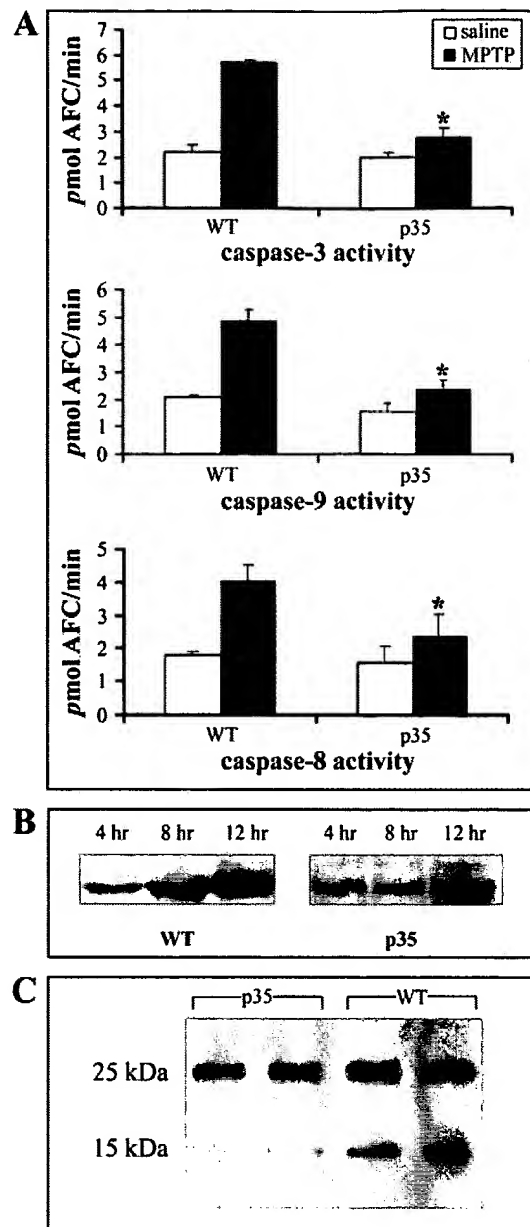 A
saline
MPTP
pmol AFC/min
7
6
5
4
3
2
1
0
*
WT p35
caspase-3 activity
pmol AFC/min
6
5
4
3
2
1
0
*
WT p35
caspase-9 activity
pmol AFC/min
5
4
3
2
1
0
*
WT p35
caspase-8 activity
B
4 hr 8 hr 12 hr 4 hr 8 hr 12 hr
WT p35
C
p35 WT
25 kDa
15 kDa